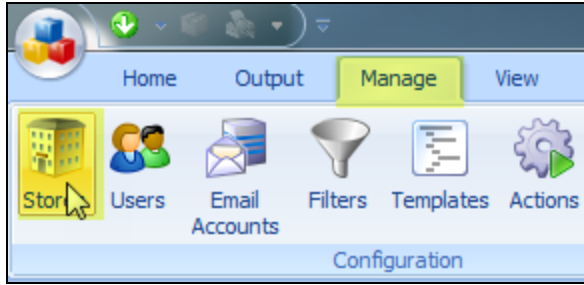 Home Output Manage View
Stor Users Email Accounts Filters Templates Actions
Configuration